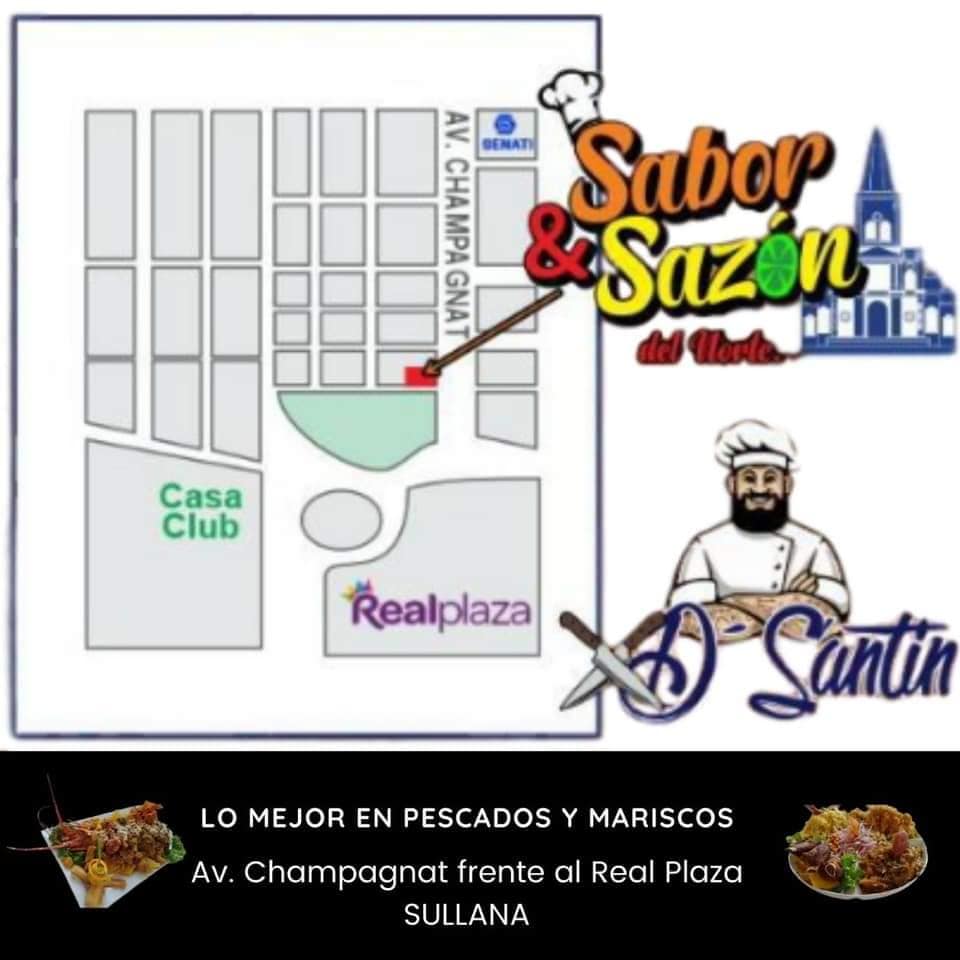 AV. CHAMPAGNAT
SENATI
Sabor
& Sazón
del Norte..
Casa
Club
Realplaza
D' Santin
LO MEJOR EN PESCADOS Y MARISCOS
Av. Champagnat frente al Real Plaza
SULLANA